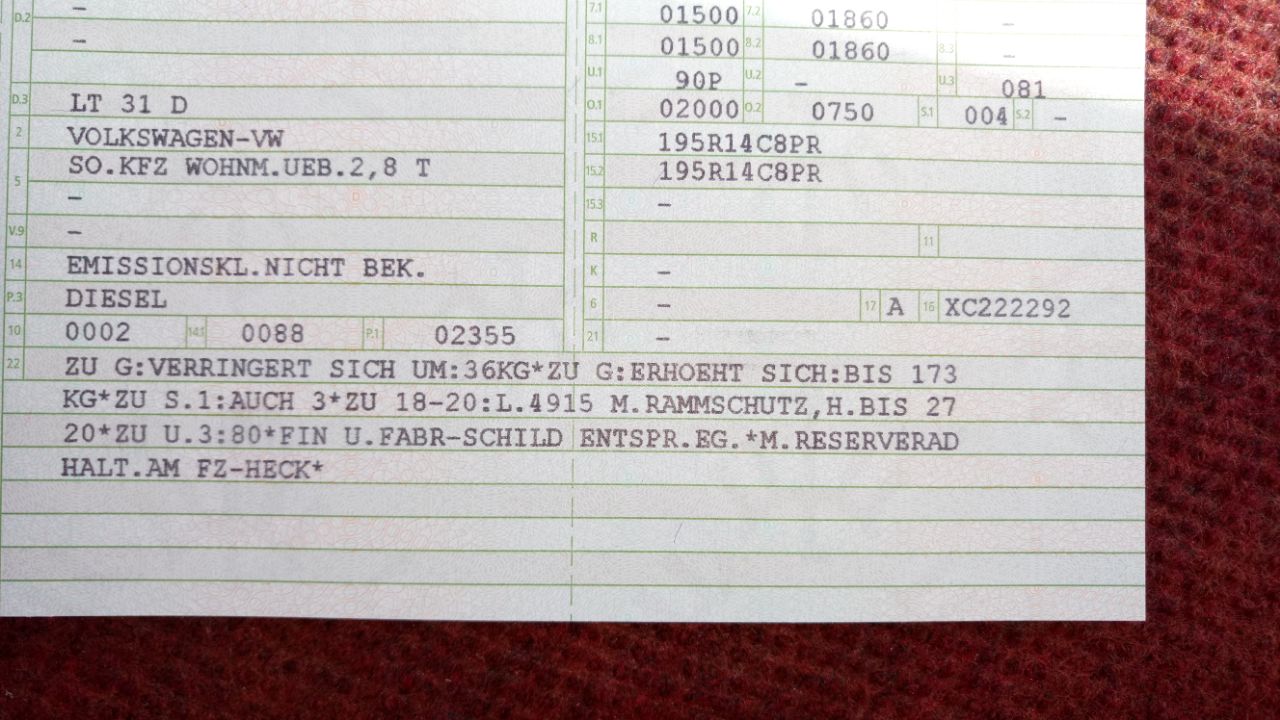 D.2 – 7.1 01500 7.2 01860 –
– 8.1 01500 8.2 01860 8.3 –
U.1 90P U.2 – U.3 081
D.3 LT 31 D O.1 02000 O.2 0750 S.1 004 S.2 –
2 VOLKSWAGEN-VW 15.1 195R14C8PR
5 SO.KFZ WOHNM.UEB.2,8 T 15.2 195R14C8PR
– 15.3 –
V.9 – R 11
14 EMISSIONSKL.NICHT BEK. K –
P.3 DIESEL 6 – 17 A 16 XC222292
10 0002 14.1 0088 P.1 02355 21 –
22 ZU G:VERRINGERT SICH UM:36KG*ZU G:ERHOEHT SICH:BIS 173
KG*ZU S.1:AUCH 3*ZU 18-20:L.4915 M.RAMMSCHUTZ,H.BIS 27
20*ZU U.3:80*FIN U.FABR-SCHILD ENTSPR.EG.*M.RESERVERAD
HALT.AM FZ-HECK*